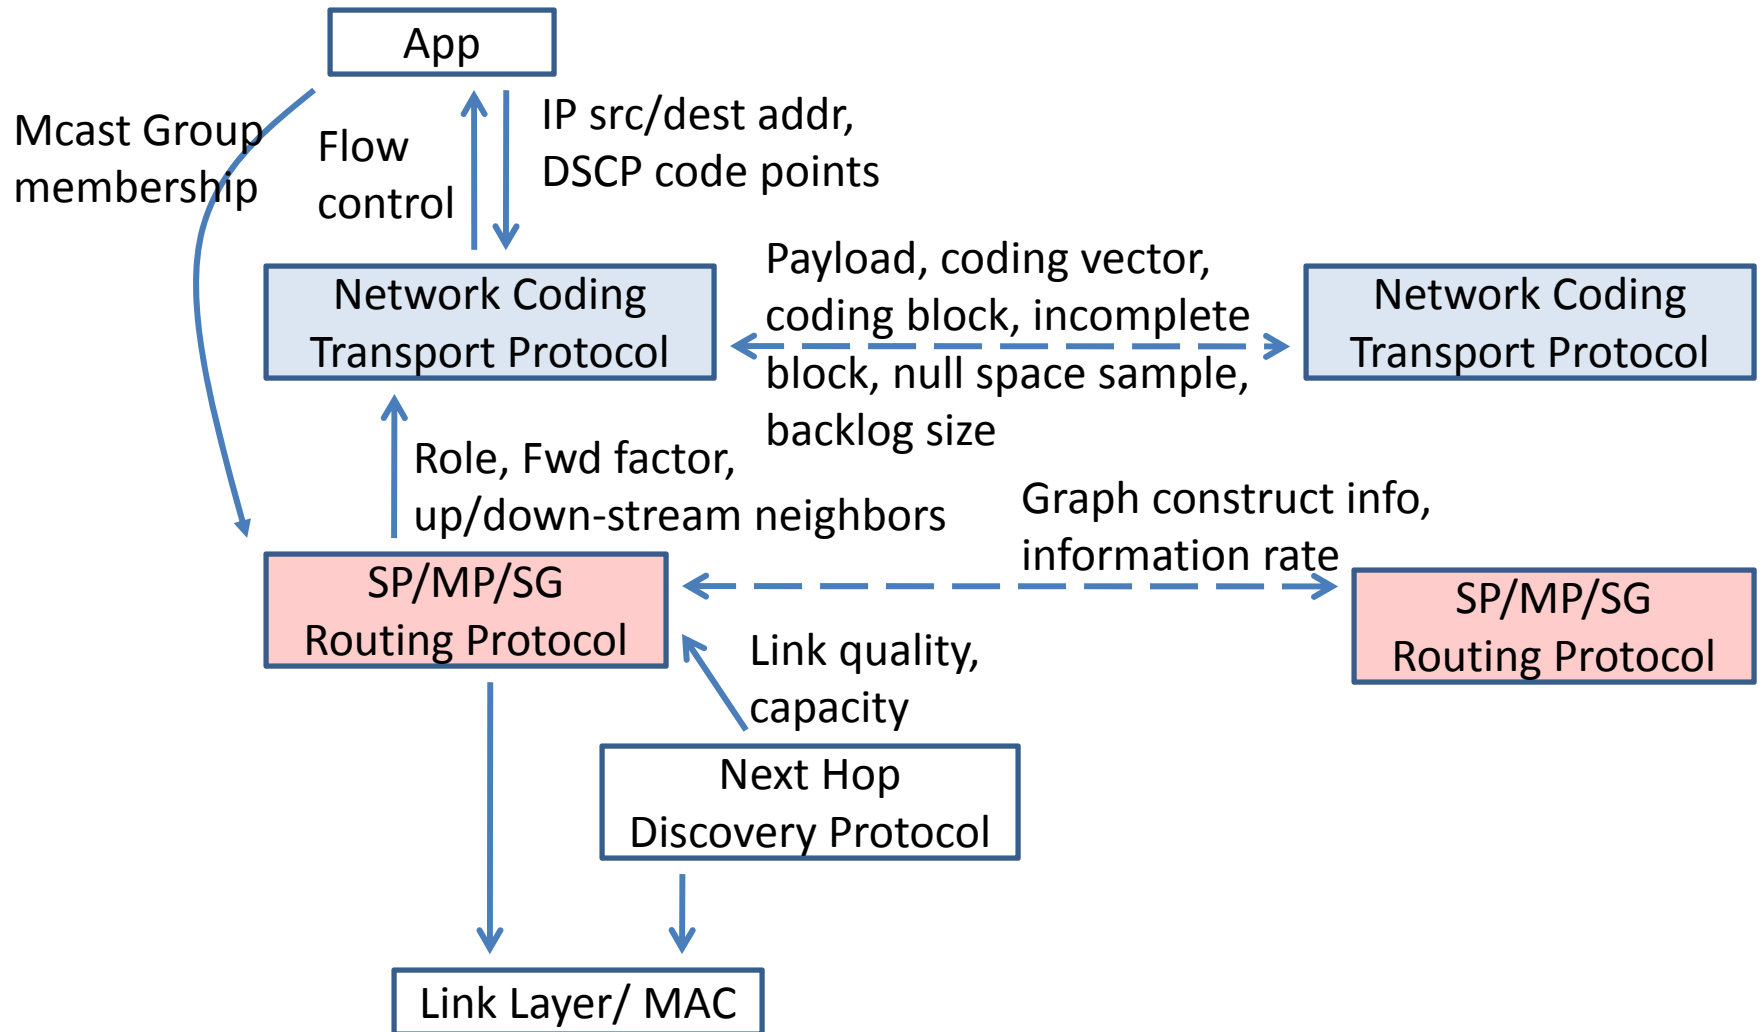 App
Mcast Group
membership
Flow
control
IP src/dest addr,
DSCP code points
Network Coding
Transport Protocol
Payload, coding vector,
coding block, incomplete
block, null space sample,
backlog size
Network Coding
Transport Protocol
Role, Fwd factor,
up/down-stream neighbors
Graph construct info,
information rate
SP/MP/SG
Routing Protocol
SP/MP/SG
Routing Protocol
Link quality,
capacity
Next Hop
Discovery Protocol
Link Layer/ MAC